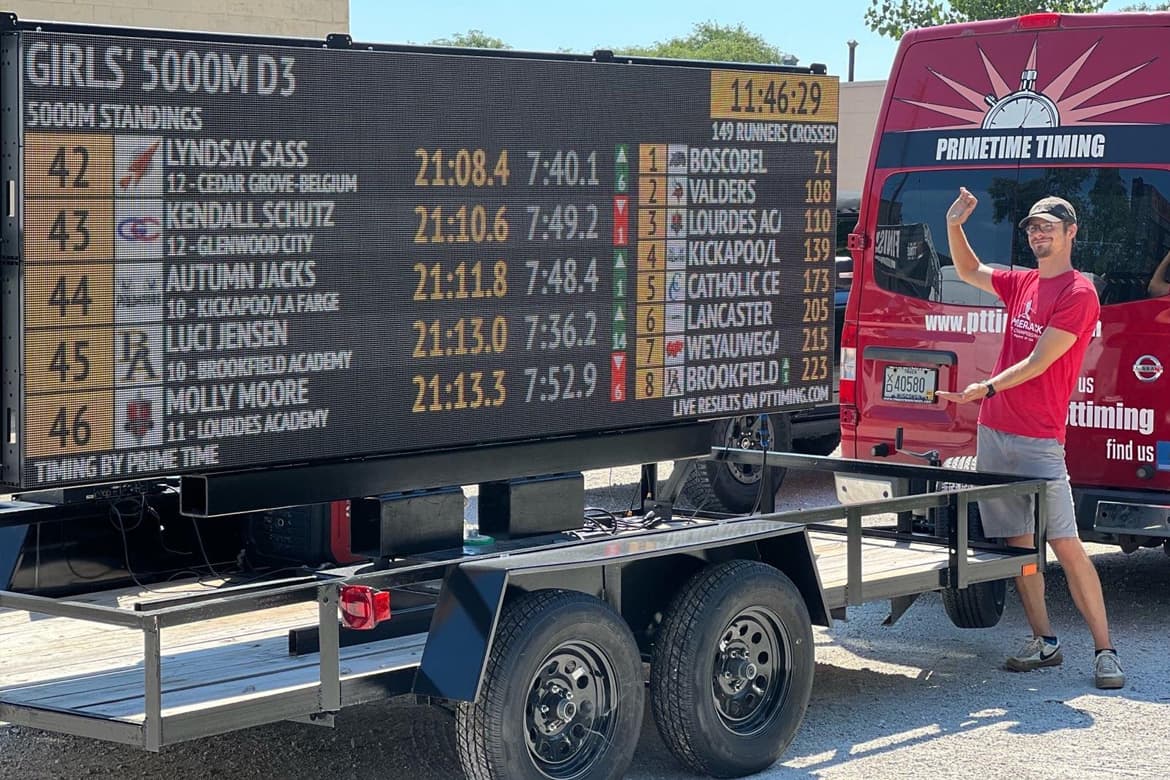 GIRLS' 5000M D3
11:46:29
5000M STANDINGS
149 RUNNERS CROSSED
42 LYNDSAY SASS 21:08.4 7:40.1 6
12 - CEDAR GROVE-BELGIUM
43 KENDALL SCHUTZ 21:10.6 7:49.2 1
12 - GLENWOOD CITY
44 AUTUMN JACKS 21:11.8 7:48.4 1
10 - KICKAPOO/LA FARGE
45 LUCI JENSEN 21:13.0 7:36.2 14
10 - BROOKFIELD ACADEMY
RA
46 MOLLY MOORE 21:13.3 7:52.9 6
11 - LOURDES ACADEMY
1 BOSCOBEL 71
2 VALDERS 108
3 LOURDES AC 110
4 KICKAPOO/L 139
5 CATHOLIC CE 173
6 LANCASTER 205
7 WEYAUWEGA 215
8 BROOKFIELD 1 223
LIVE RESULTS ON PTTIMING.COM
TIMING BY PRIME TIME
PRIMETIME TIMING
www.ptti
40580
us
pttiming
find us
NISSAN